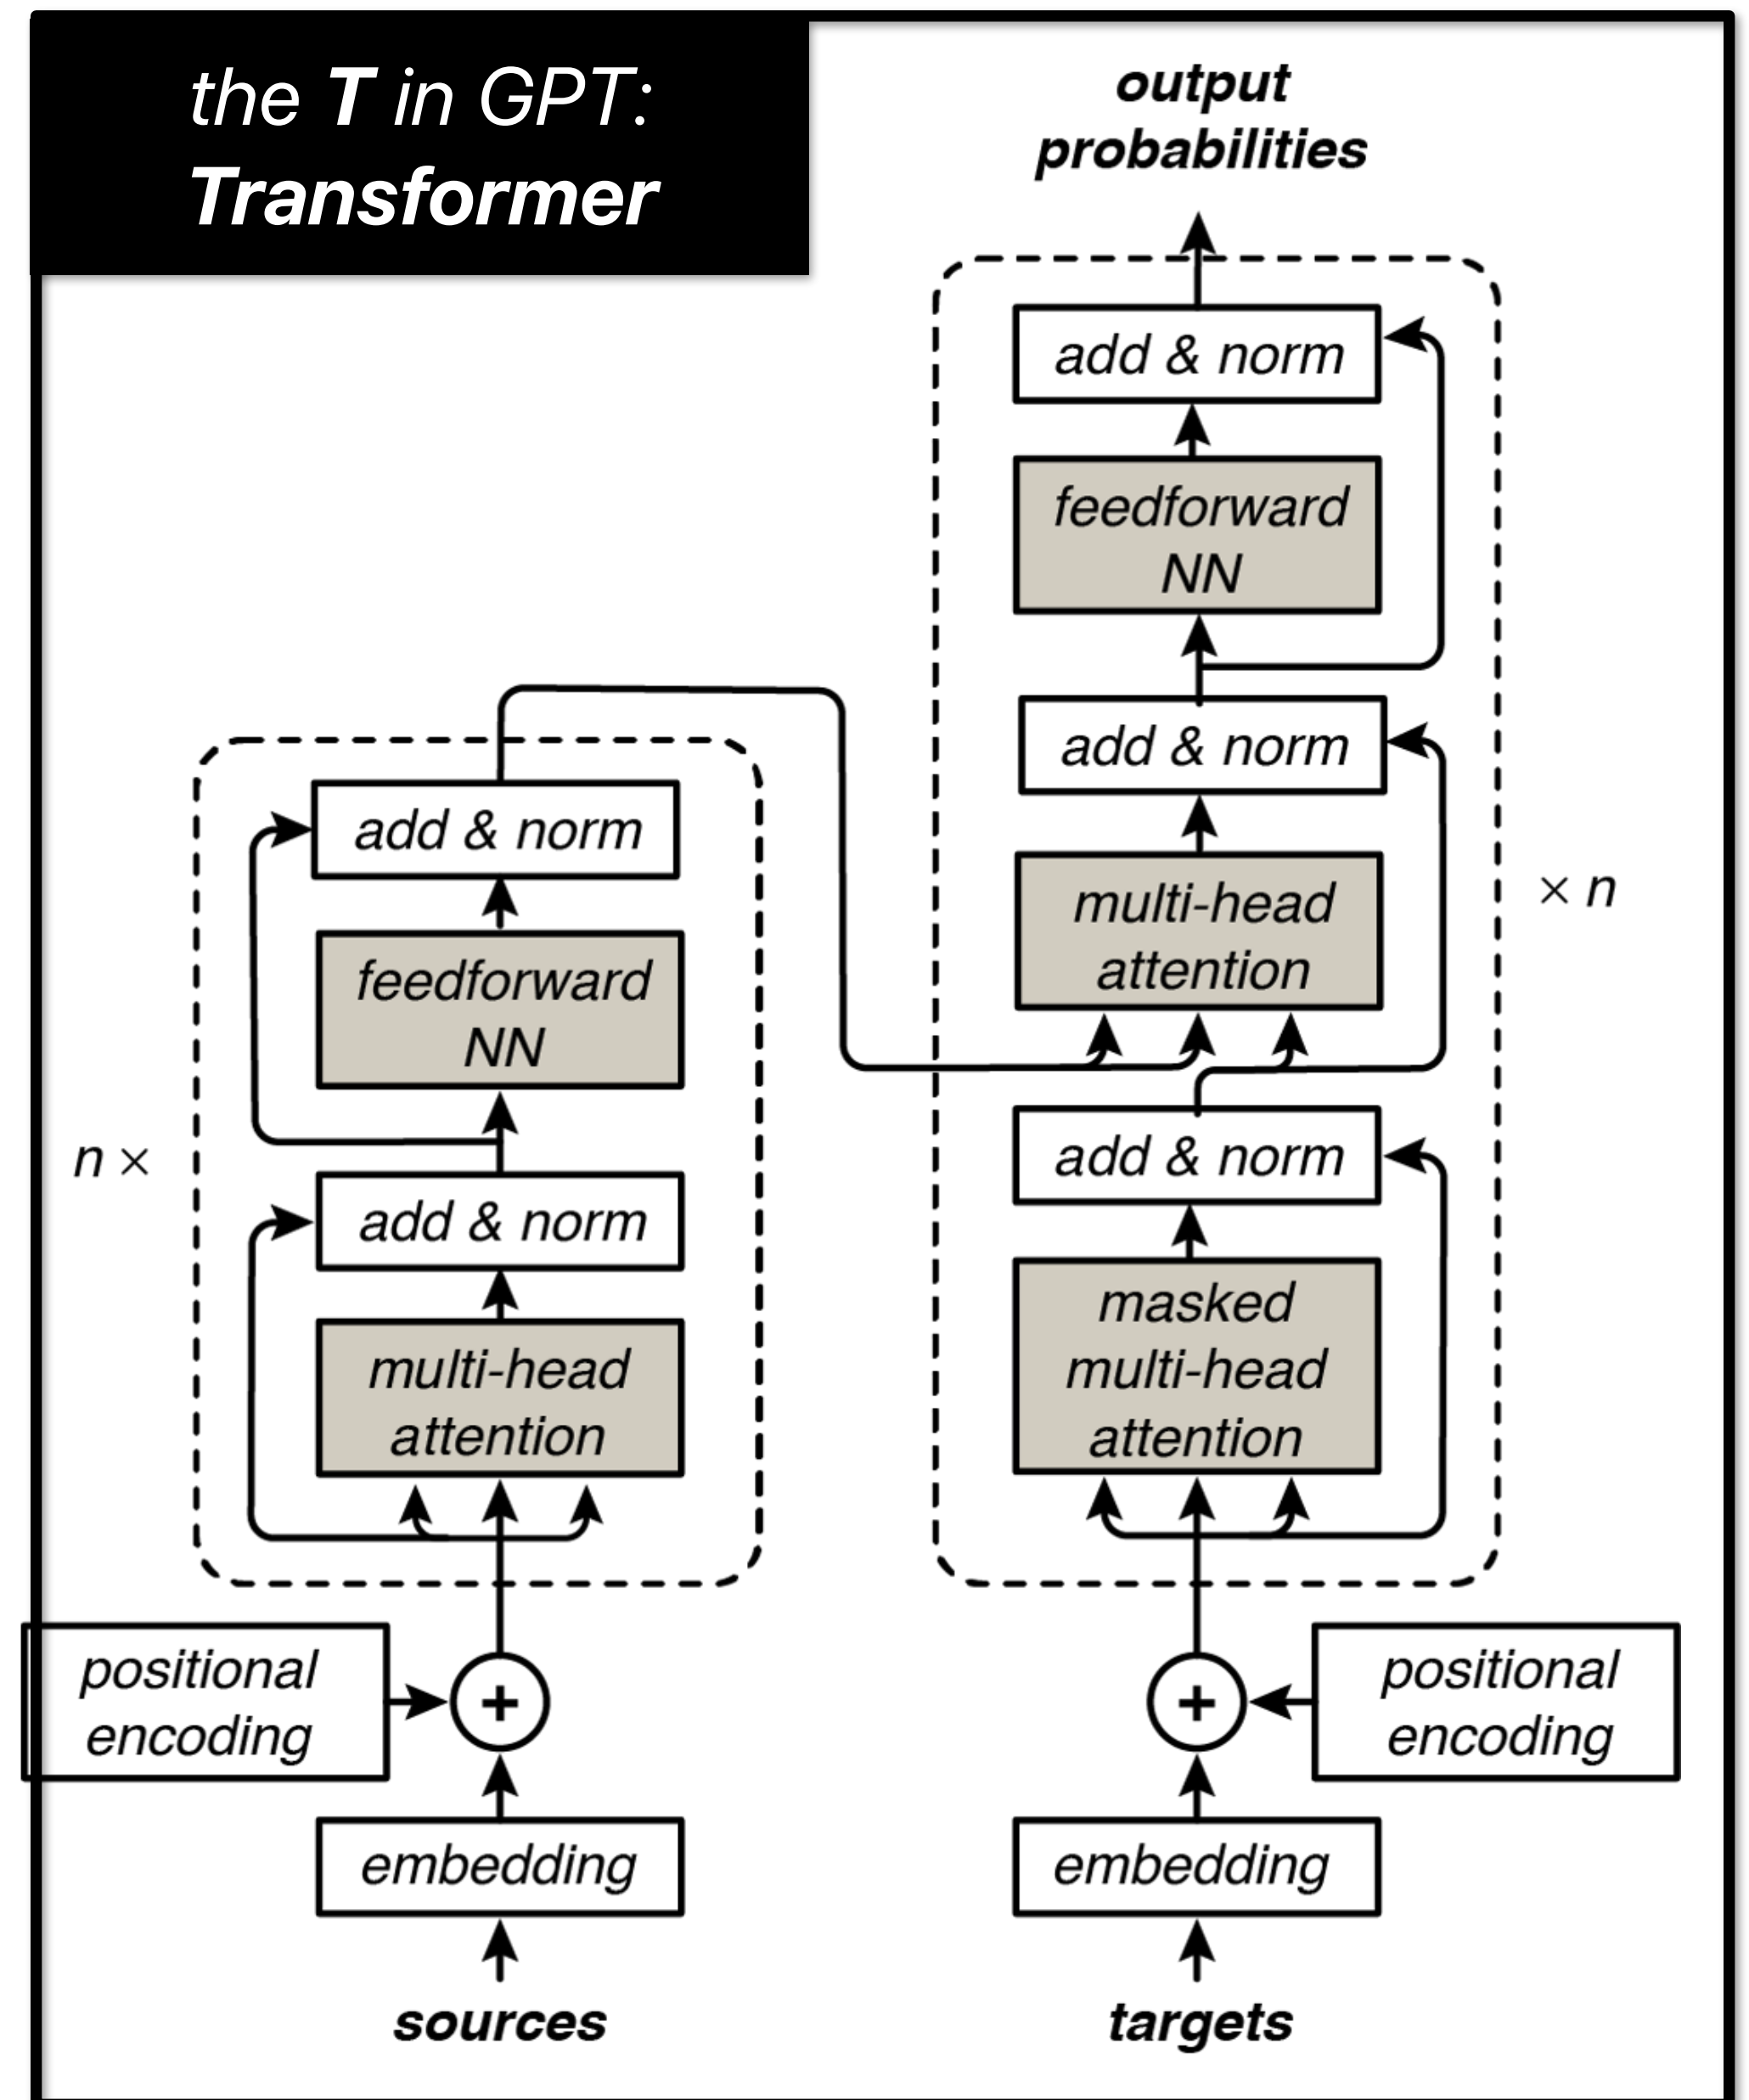 the T in GPT:
Transformer
output
probabilities
add & norm
feedforward
NN
add & norm
multi-head
attention
× n
add & norm
masked
multi-head
attention
positional
encoding
+
embedding
targets
add & norm
feedforward
NN
n ×
add & norm
multi-head
attention
positional
encoding
+
embedding
sources